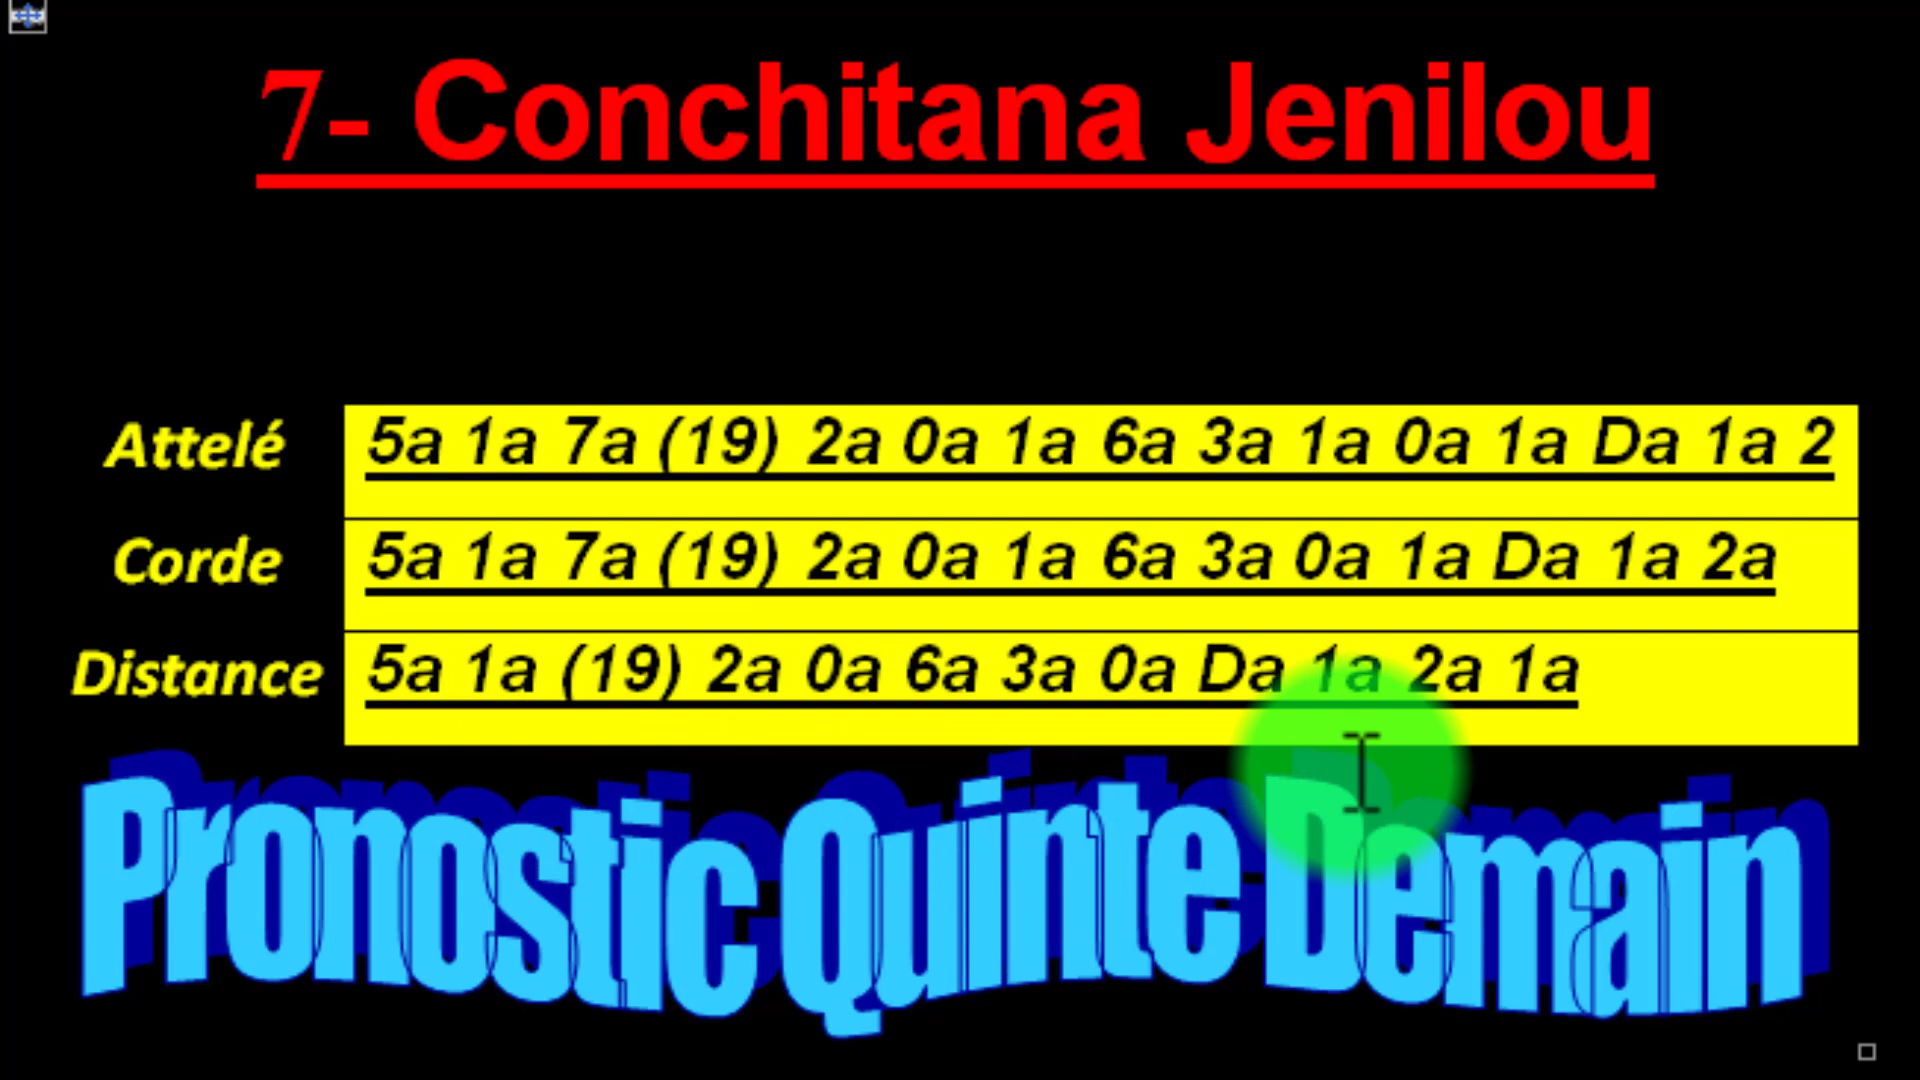 7- Conchitana Jenilou
Attelé 5a 1a 7a (19) 2a 0a 1a 6a 3a 1a 0a 1a Da 1a 2
Corde 5a 1a 7a (19) 2a 0a 1a 6a 3a 0a 1a Da 1a 2a
Distance 5a 1a (19) 2a 0a 6a 3a 0a Da 1a 2a 1a
Pronostic Quinte Demain